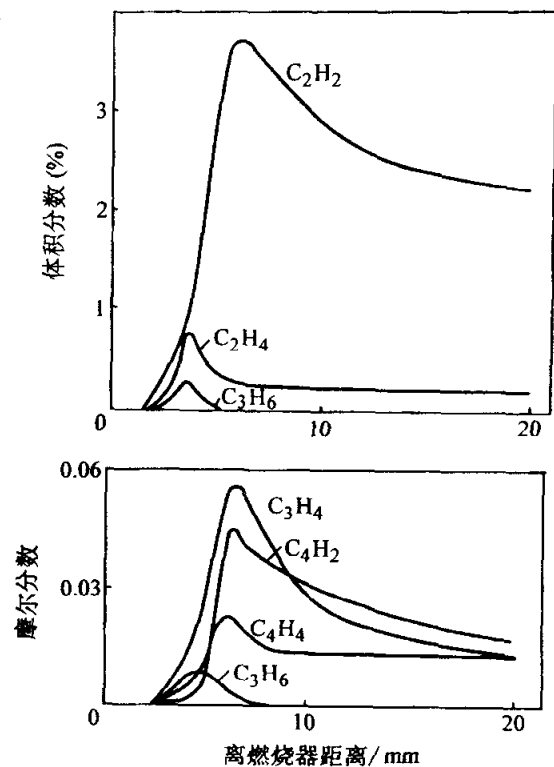 体积分数(%)
3
2
1
0
10
20
C₂H₂
C₂H₄
C₃H₆
摩尔分数
0.06
0.03
0
10
20
C₃H₄
C₄H₂
C₄H₄
C₃H₆
离燃烧器距离/mm